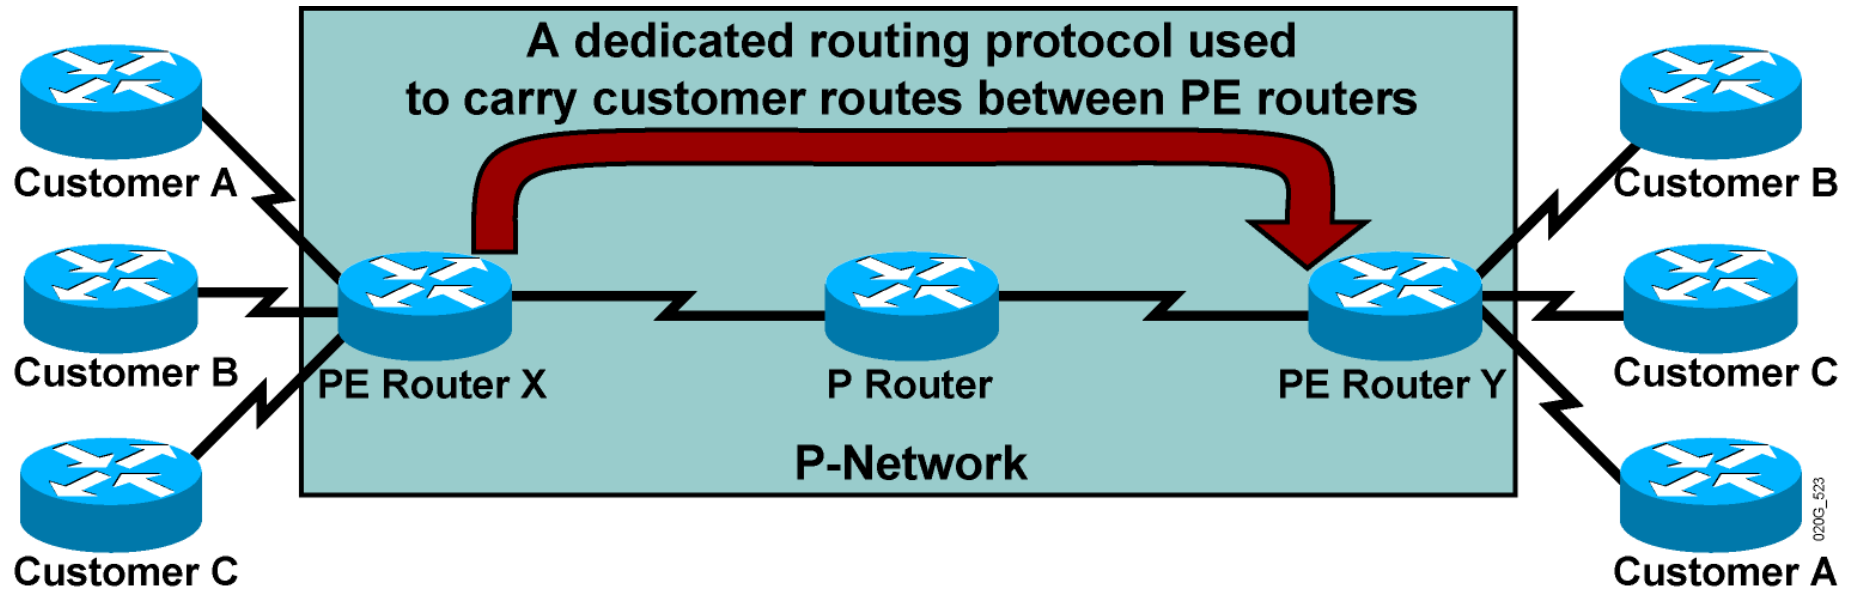 A dedicated routing protocol used
to carry customer routes between PE routers
Customer A
Customer B
Customer B
Customer C
PE Router X
P Router
PE Router Y
P-Network
Customer C
Customer A
020G_523